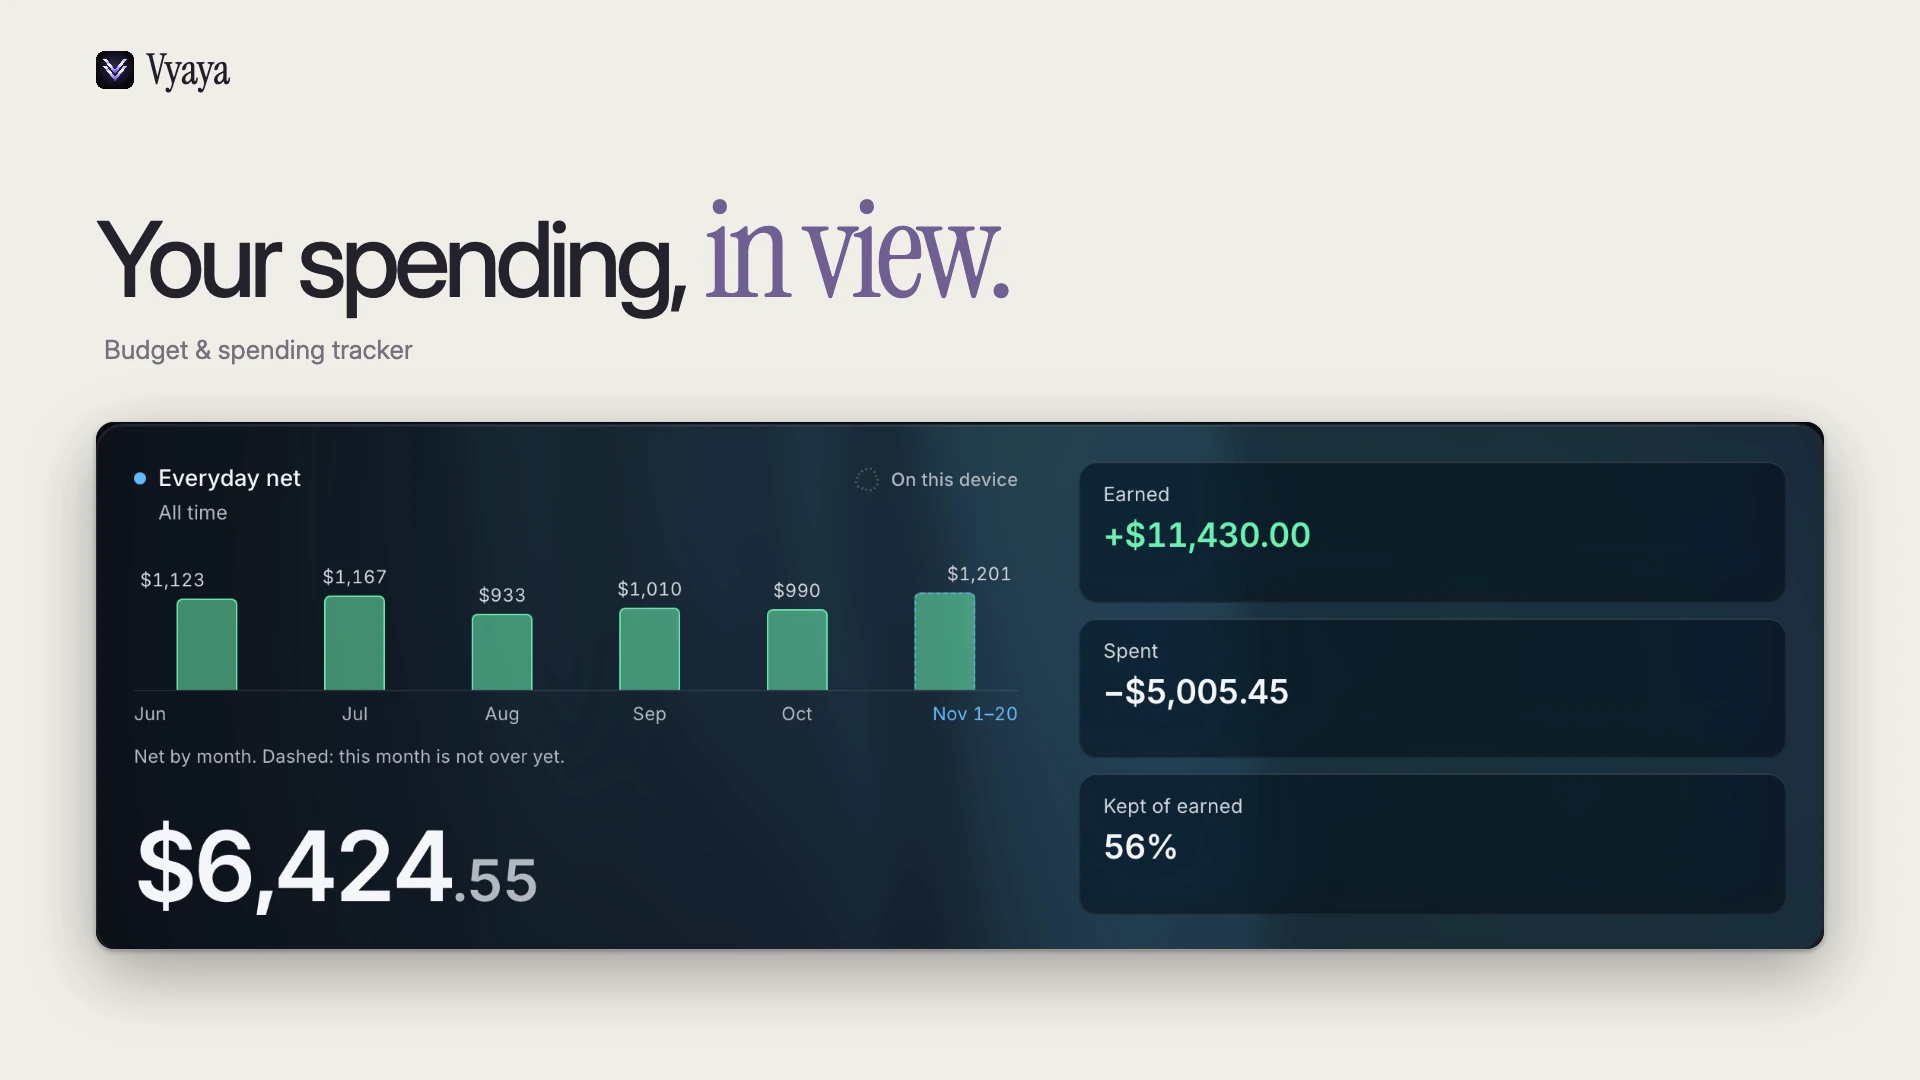 Vyaya
Your spending, in view.
Budget & spending tracker
Everyday net
On this device
All time
$1,123
$1,167
$933
$1,010
$990
$1,201
Jun
Jul
Aug
Sep
Oct
Nov 1–20
Net by month. Dashed: this month is not over yet.
$6,424.55
Earned
+$11,430.00
Spent
−$5,005.45
Kept of earned
56%